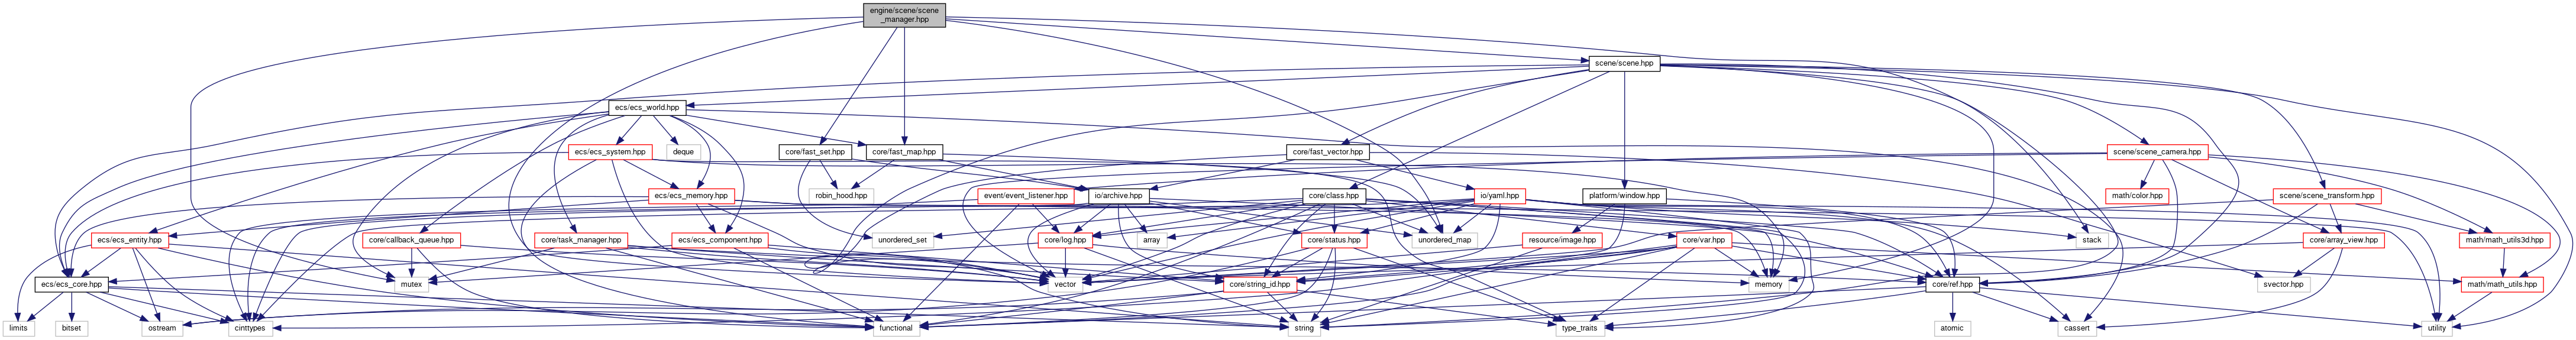 engine/scene/scene
_manager.hpp
scene/scene.hpp
ecs/ecs_world.hpp
ecs/ecs_system.hpp
deque
core/fast_set.hpp
core/fast_map.hpp
core/fast_vector.hpp
scene/scene_camera.hpp
ecs/ecs_memory.hpp
robin_hood.hpp
event/event_listener.hpp
io/archive.hpp
core/class.hpp
io/yaml.hpp
platform/window.hpp
math/color.hpp
scene/scene_transform.hpp
ecs/ecs_entity.hpp
core/callback_queue.hpp
core/task_manager.hpp
ecs/ecs_component.hpp
unordered_set
core/log.hpp
array
core/status.hpp
unordered_map
resource/image.hpp
core/var.hpp
stack
core/array_view.hpp
math/math_utils3d.hpp
ecs/ecs_core.hpp
mutex
vector
core/string_id.hpp
memory
core/ref.hpp
svector.hpp
math/math_utils.hpp
limits
bitset
ostream
cinttypes
functional
string
type_traits
atomic
cassert
utility